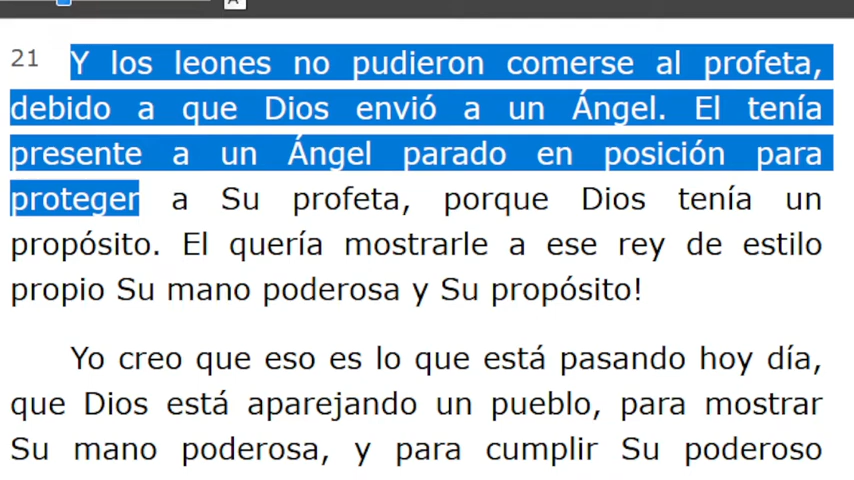 21 Y los leones no pudieron comerse al profeta,
debido a que Dios envió a un Ángel. El tenía
presente a un Ángel parado en posición para
proteger a Su profeta, porque Dios tenía un
propósito. El quería mostrarle a ese rey de estilo
propio Su mano poderosa y Su propósito!
Yo creo que eso es lo que está pasando hoy día,
que Dios está aparejando un pueblo, para mostrar
Su mano poderosa, y para cumplir Su poderoso